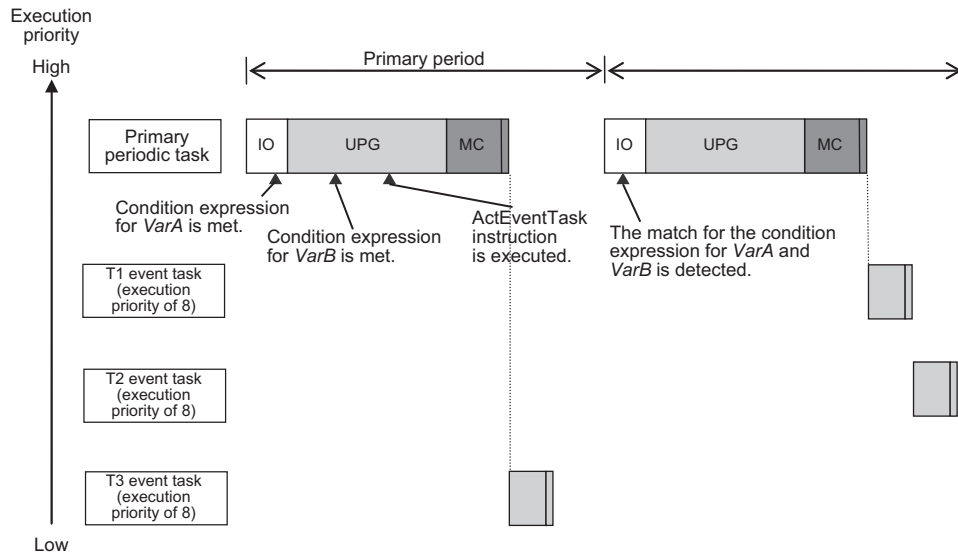 Execution
priority
High
Primary period
Primary
periodic task
IO
UPG
MC
IO
UPG
MC
Condition expression
for VarA is met.
Condition expression
for VarB is met.
ActEventTask
instruction
is executed.
The match for the condition
expression for VarA and
VarB is detected.
T1 event task
(execution
priority of 8)
T2 event task
(execution
priority of 8)
T3 event task
(execution
priority of 8)
Low